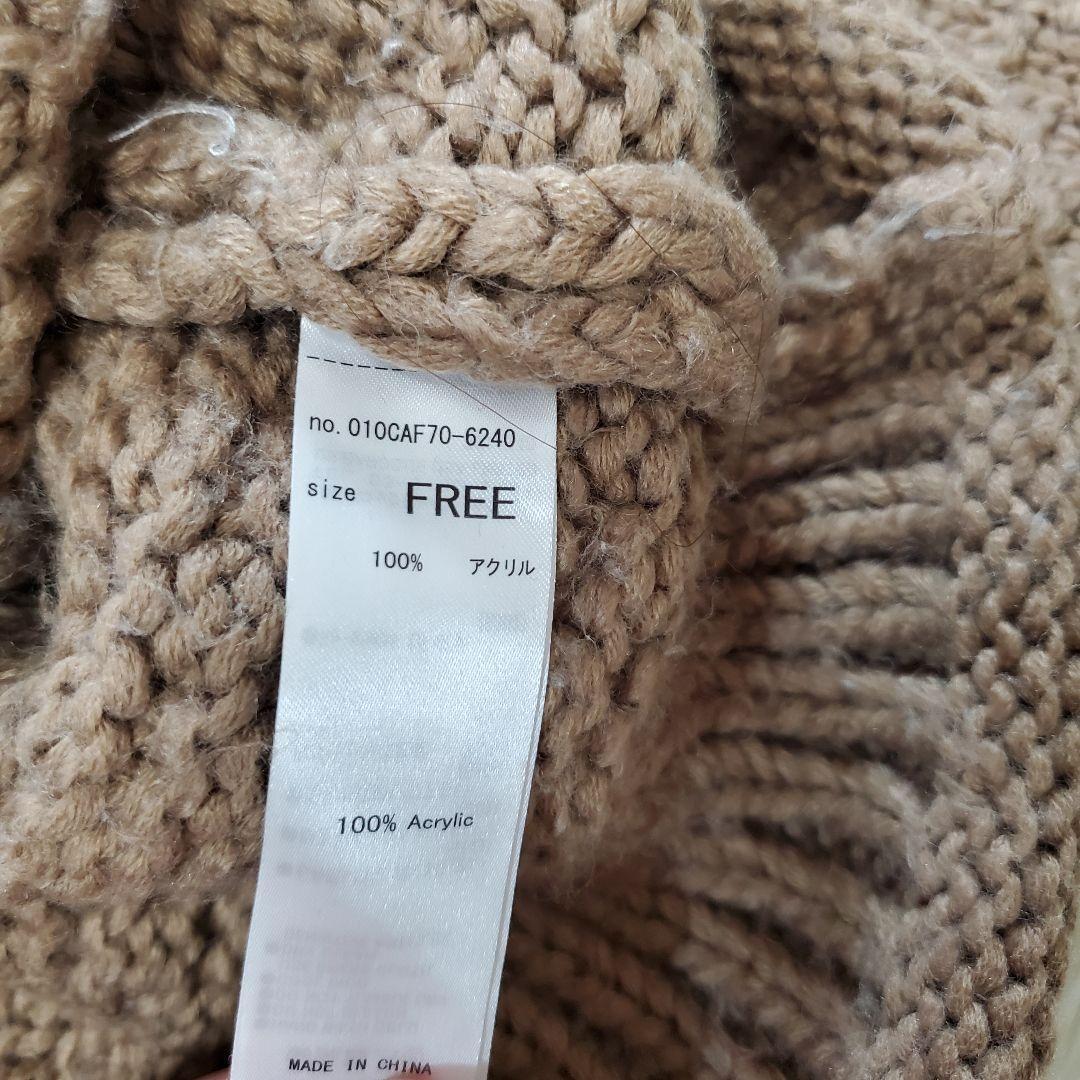 no. 010CAF70-6240
size FREE
100% アクリル
100% Acrylic
MADE IN CHINA